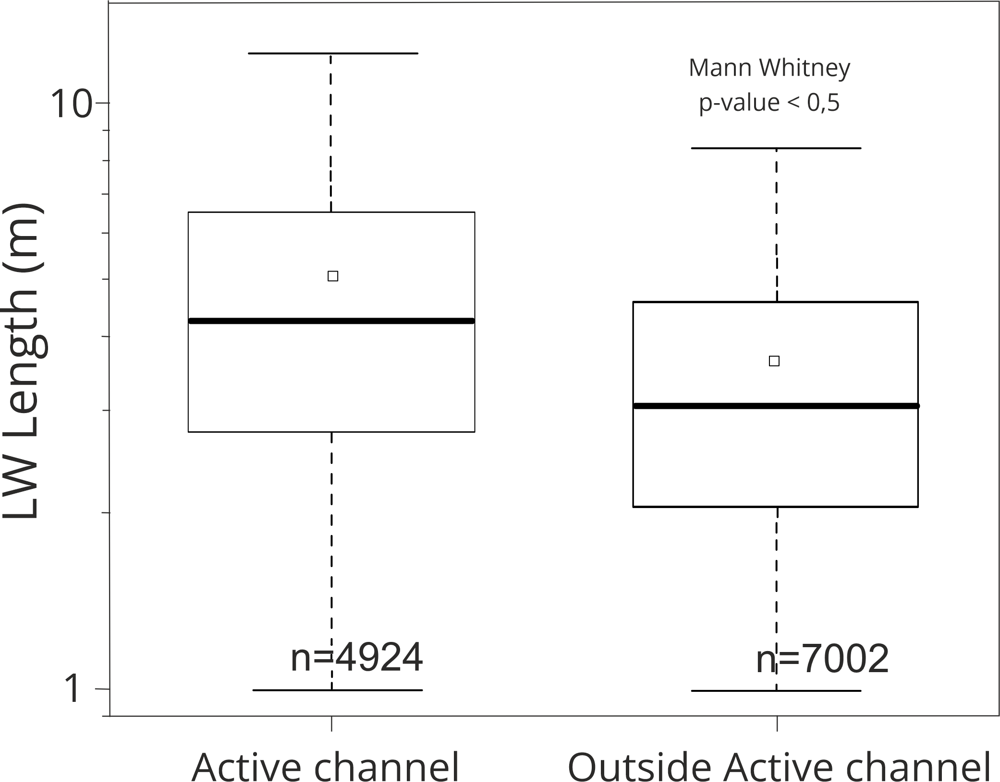 LW Length (m)
10
1
Mann Whitney
p-value < 0,5
n=4924
n=7002
Active channel
Outside Active channel